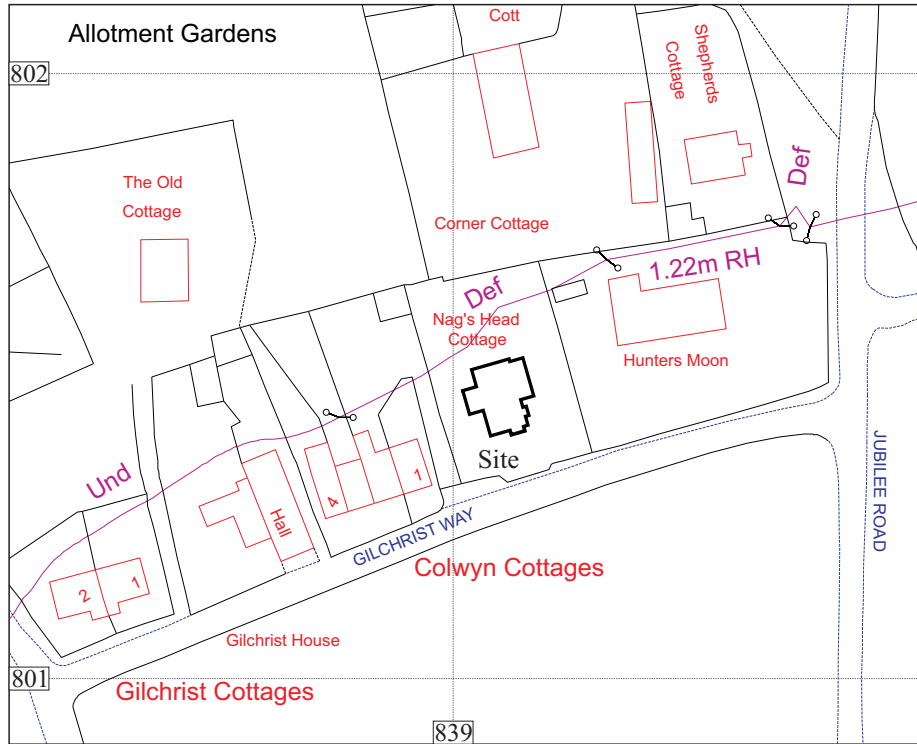 Cott
Allotment Gardens
Shepherds
Cottage
802
Def
The Old
Cottage
Corner Cottage
1.22m RH
Def
Nag's Head
Cottage
Hunters Moon
Site
JUBILEE ROAD
Und
1
4
Hall
GILCHRIST WAY
Colwyn Cottages
2
1
Gilchrist House
801
Gilchrist Cottages
839